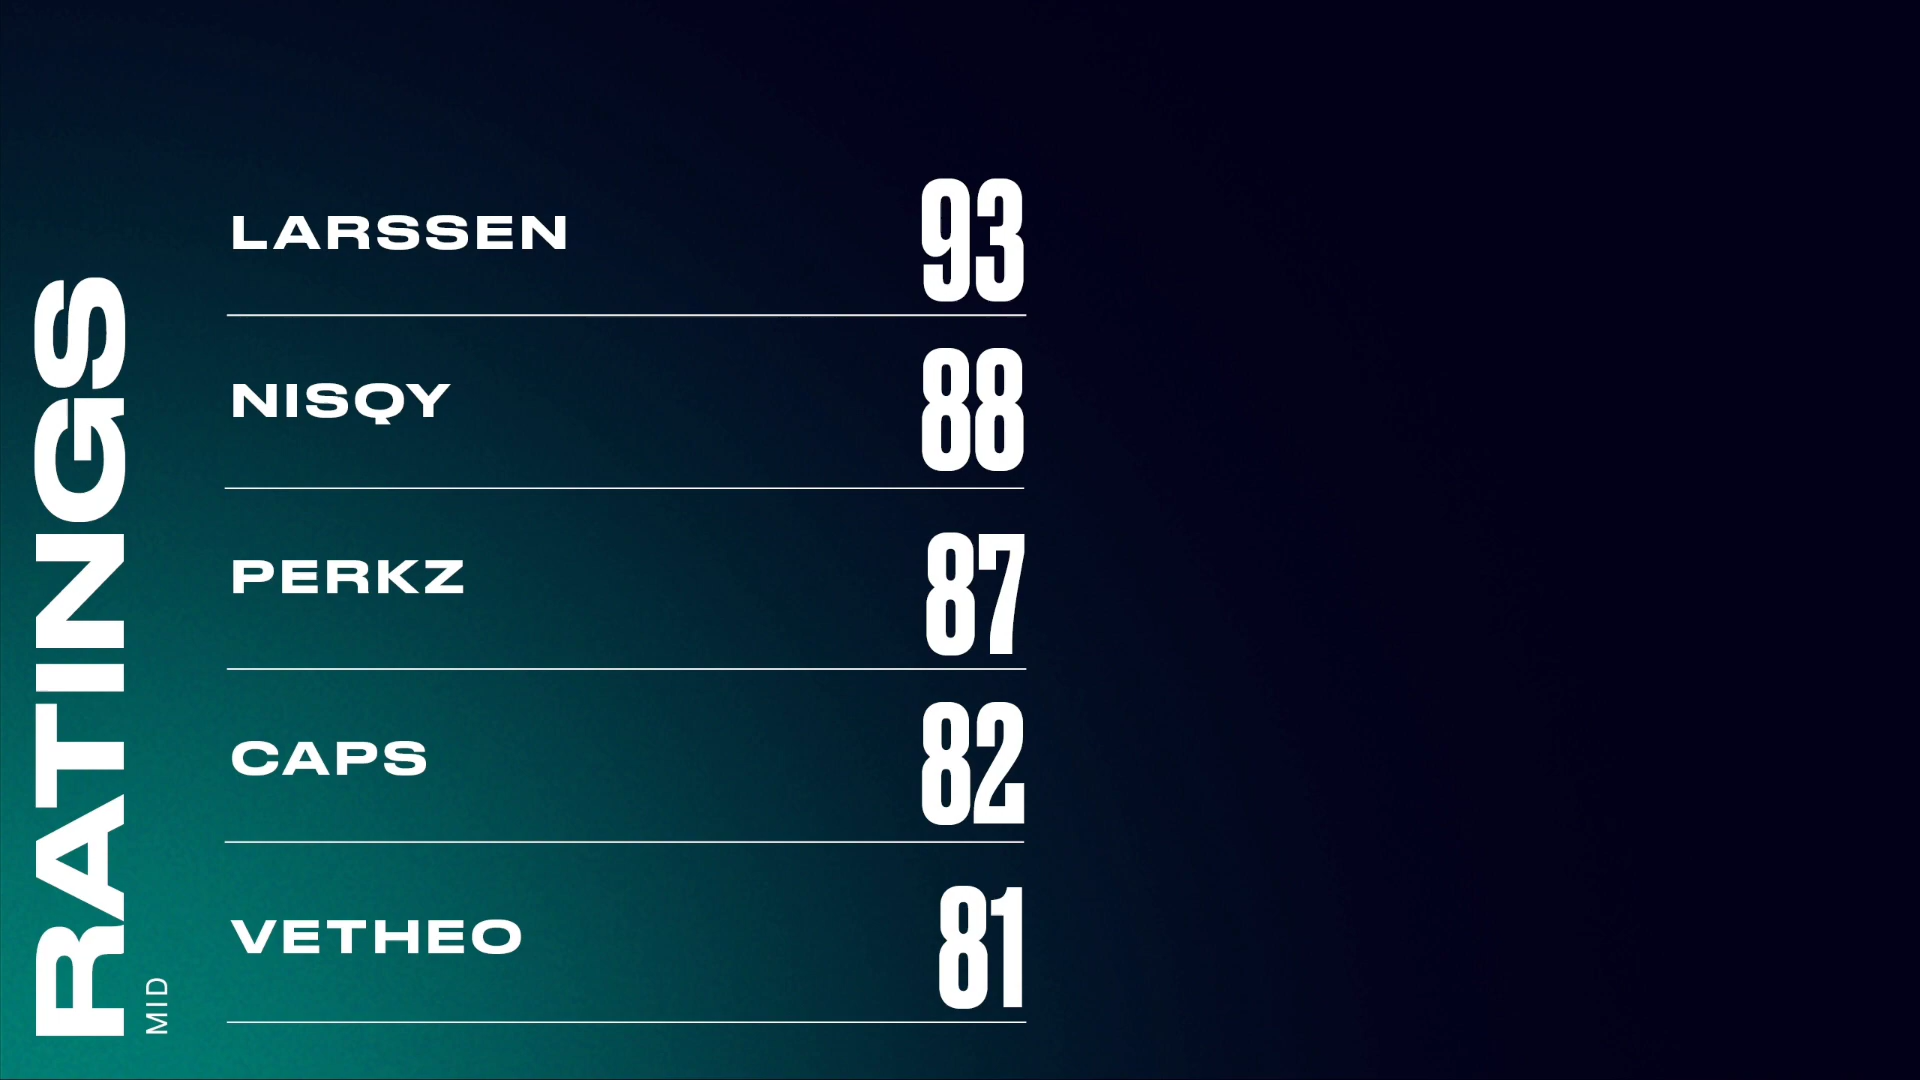 RATINGS
MID
LARSSEN 93
NISQY 88
PERKZ 87
CAPS 82
VETHEO 81